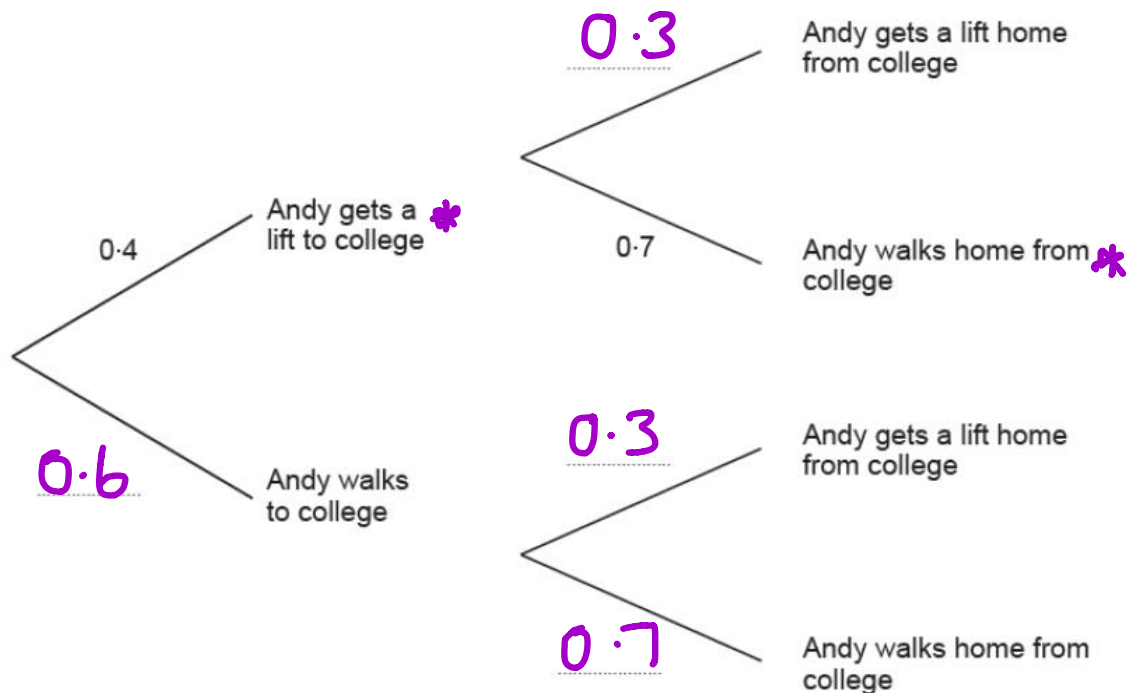 0·3
Andy gets a lift home
from college
Andy gets a *
lift to college
0·4
0·7
Andy walks home from *
college
0·6
Andy walks
to college
0·3
Andy gets a lift home
from college
0·7
Andy walks home from
college